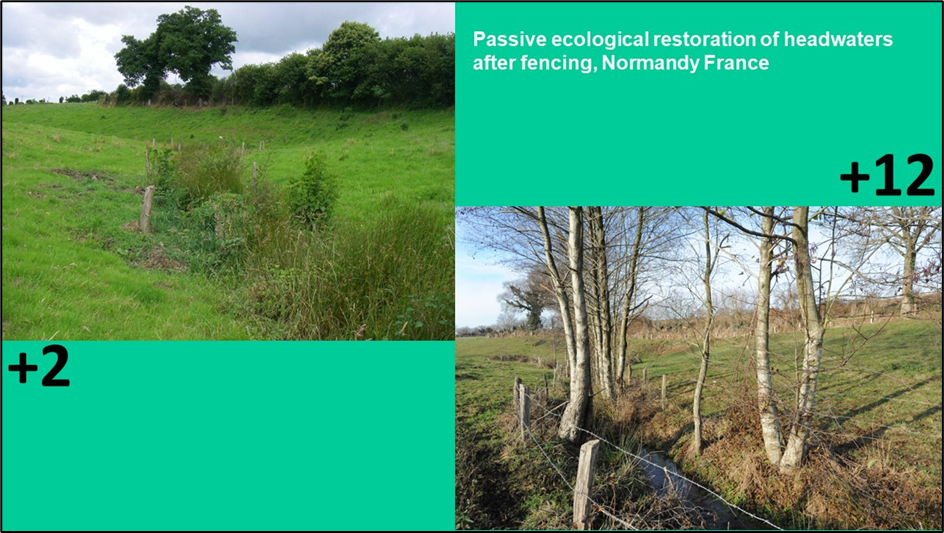 Passive ecological restoration of headwaters
after fencing, Normandy France
+12
+2